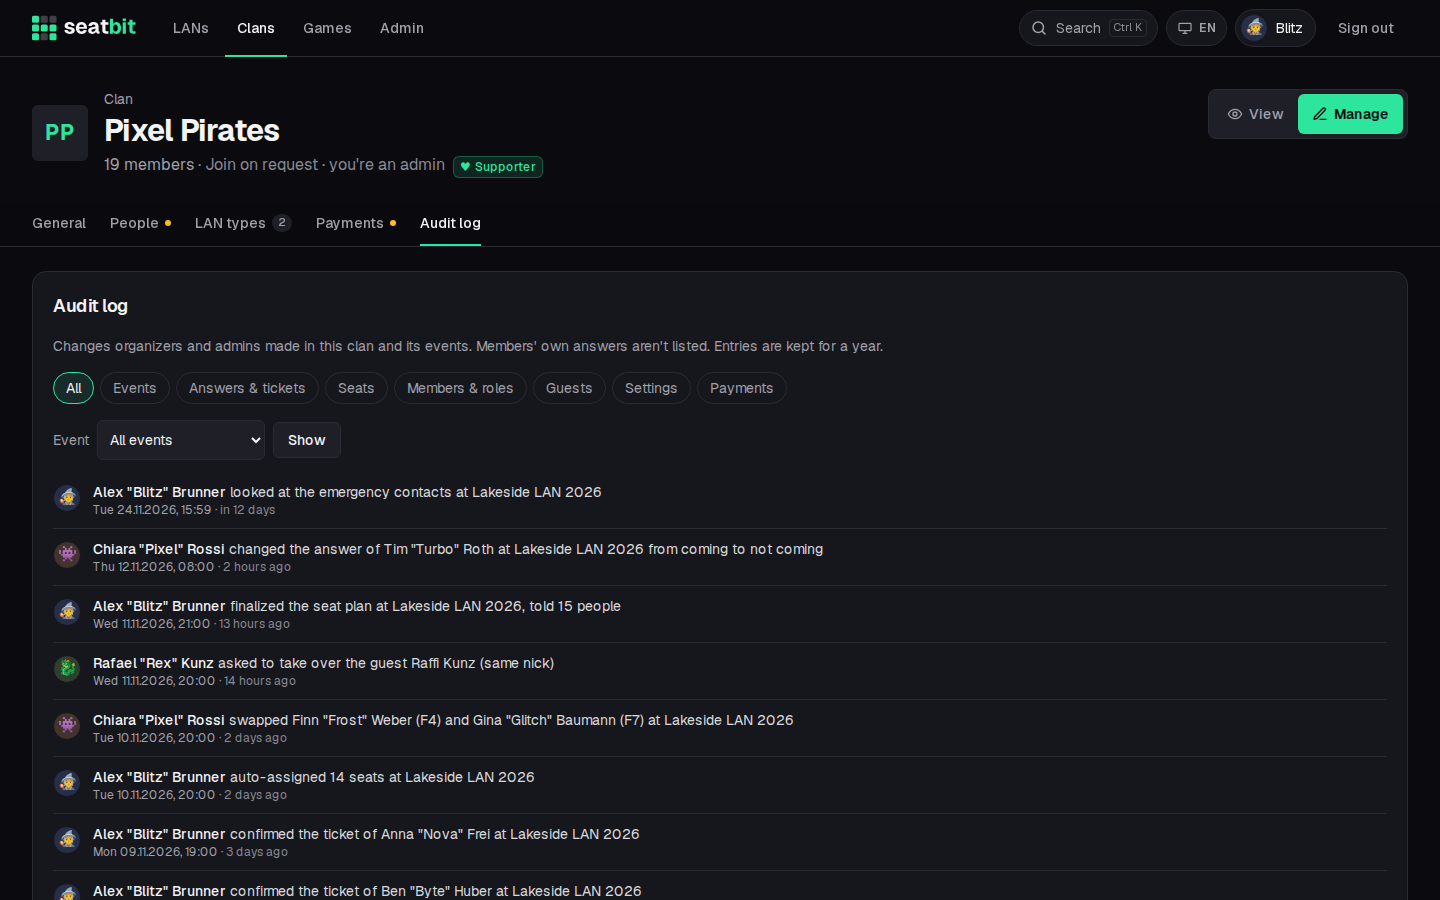 seatbit LANs Clans Games Admin Search Ctrl K EN Blitz Sign out
Clan
PP Pixel Pirates
19 members · Join on request · you're an admin ♥ Supporter
View Manage
General People LAN types 2 Payments Audit log
Audit log
Changes organizers and admins made in this clan and its events. Members' own answers aren't listed. Entries are kept for a year.
All Events Answers & tickets Seats Members & roles Guests Settings Payments
Event All events Show
Alex "Blitz" Brunner looked at the emergency contacts at Lakeside LAN 2026
Tue 24.11.2026, 15:59 · in 12 days
Chiara "Pixel" Rossi changed the answer of Tim "Turbo" Roth at Lakeside LAN 2026 from coming to not coming
Thu 12.11.2026, 08:00 · 2 hours ago
Alex "Blitz" Brunner finalized the seat plan at Lakeside LAN 2026, told 15 people
Wed 11.11.2026, 21:00 · 13 hours ago
Rafael "Rex" Kunz asked to take over the guest Raffi Kunz (same nick)
Wed 11.11.2026, 20:00 · 14 hours ago
Chiara "Pixel" Rossi swapped Finn "Frost" Weber (F4) and Gina "Glitch" Baumann (F7) at Lakeside LAN 2026
Tue 10.11.2026, 20:00 · 2 days ago
Alex "Blitz" Brunner auto-assigned 14 seats at Lakeside LAN 2026
Tue 10.11.2026, 20:00 · 2 days ago
Alex "Blitz" Brunner confirmed the ticket of Anna "Nova" Frei at Lakeside LAN 2026
Mon 09.11.2026, 19:00 · 3 days ago
Alex "Blitz" Brunner confirmed the ticket of Ben "Byte" Huber at Lakeside LAN 2026